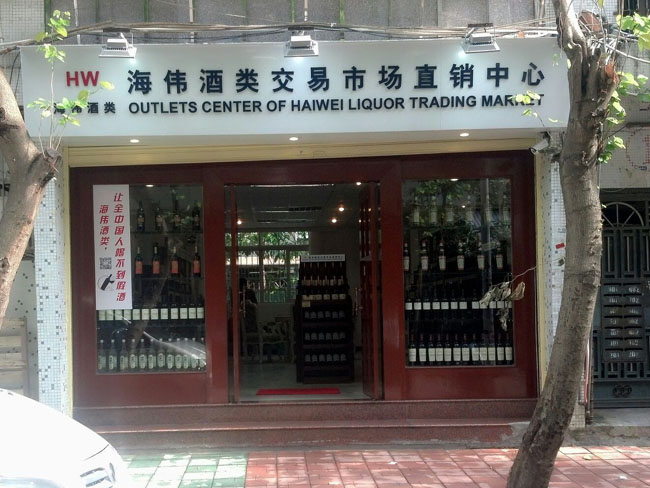 HW 海伟酒类交易市场直销中心
海伟酒类 OUTLETS CENTER OF HAIWEI LIQUOR TRADING MARKET
让全中国人喝不到假酒
海伟酒类·